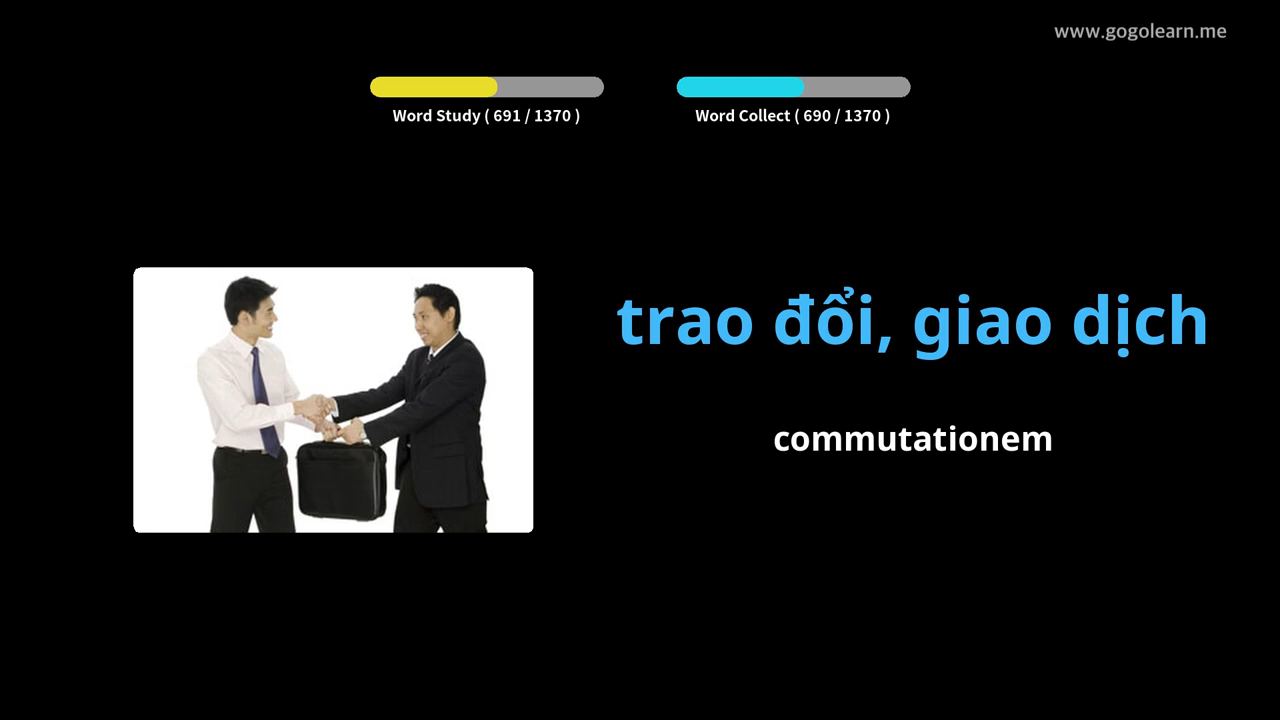 www.gogolearn.me
Word Study ( 691 / 1370 )
Word Collect ( 690 / 1370 )
trao đổi, giao dịch
commutationem